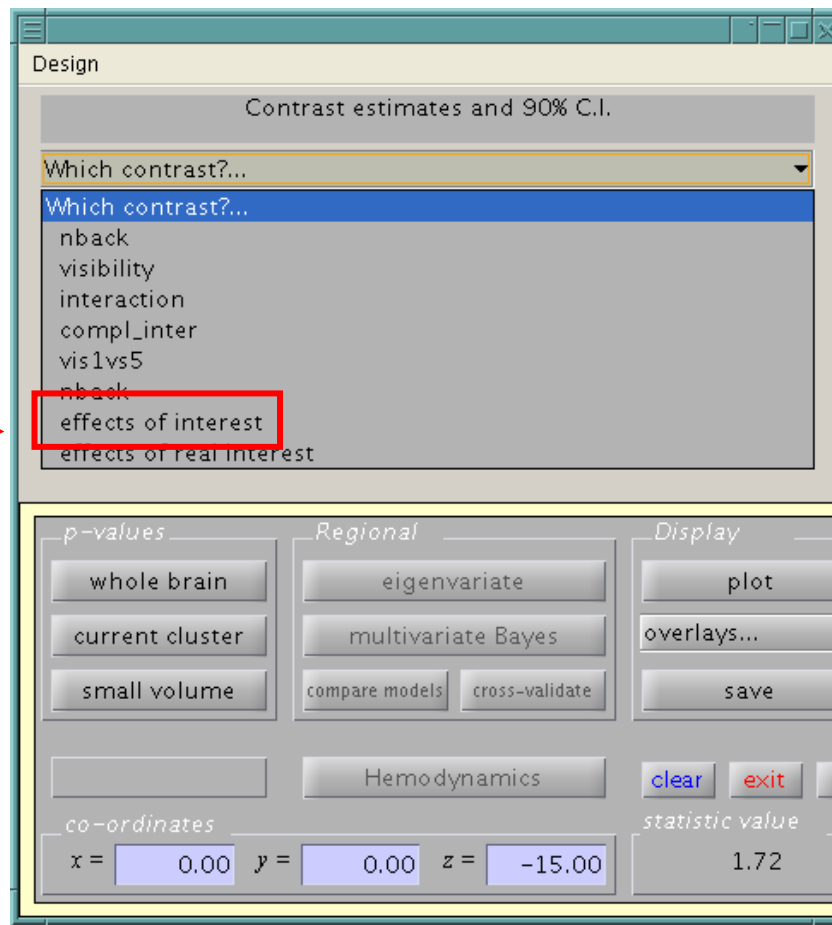 Design
Contrast estimates and 90% C.I.
Which contrast?...
Which contrast?...
nback
visibility
interaction
compl_inter
vis1vs5
nback
effects of interest
effects of real interest
p-values Regional Display
whole brain eigenvariate plot
current cluster multivariate Bayes overlays...
small volume compare models cross-validate save
Hemodynamics clear exit
co-ordinates statistic value
x = 0.00 y = 0.00 z = -15.00 1.72